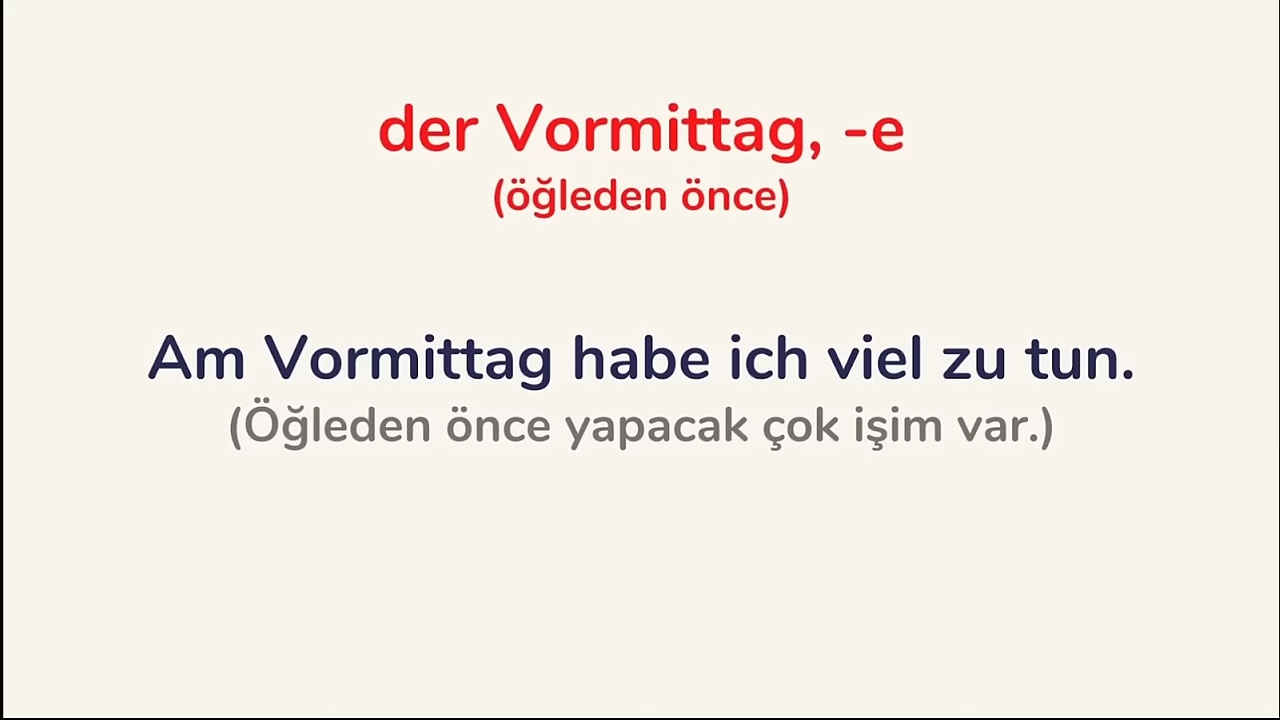 der Vormittag, -e
(öğleden önce)
Am Vormittag habe ich viel zu tun.
(Öğleden önce yapacak çok işim var.)